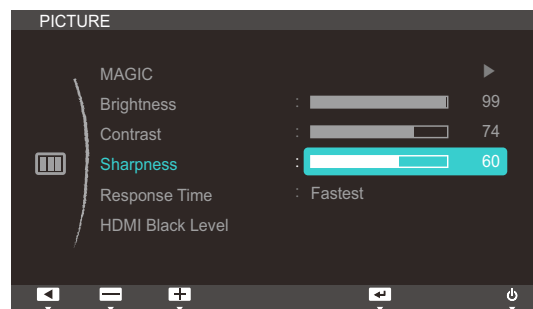 PICTURE
MAGIC
Brightness : 99
Contrast : 74
Sharpness : 60
Response Time : Fastest
HDMI Black Level